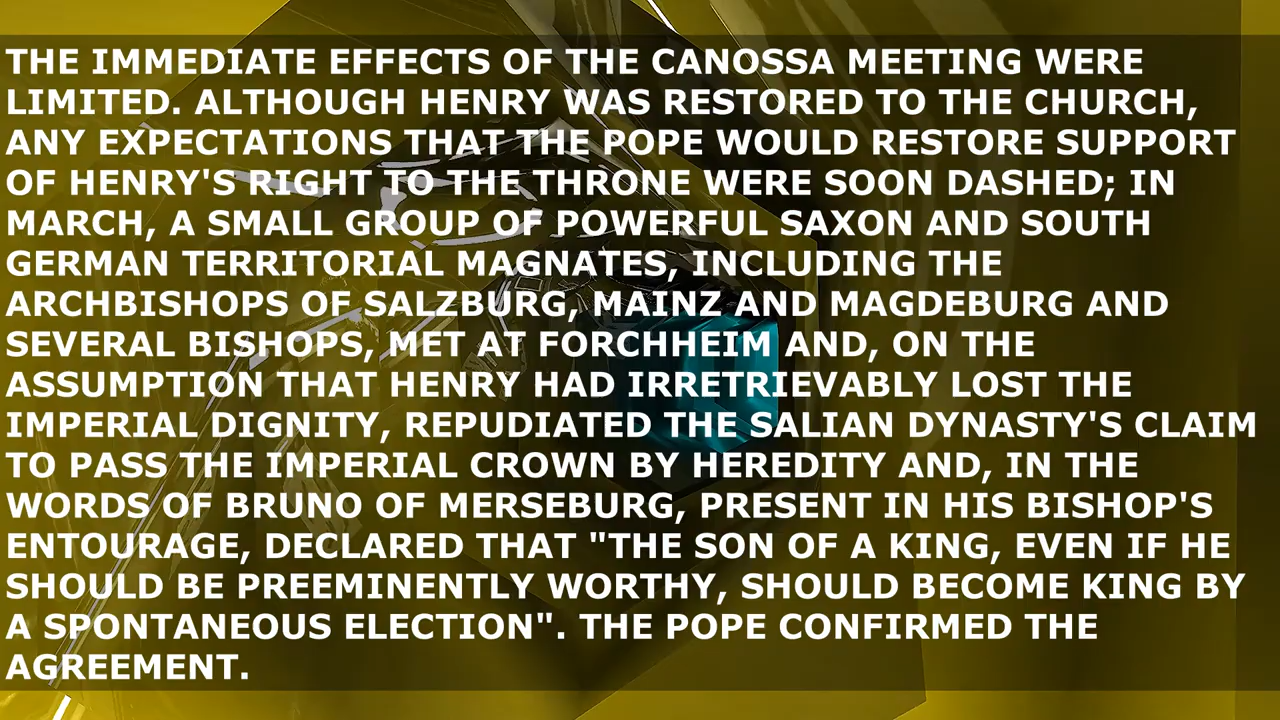 THE IMMEDIATE EFFECTS OF THE CANOSSA MEETING WERE
LIMITED. ALTHOUGH HENRY WAS RESTORED TO THE CHURCH,
ANY EXPECTATIONS THAT THE POPE WOULD RESTORE SUPPORT
OF HENRY'S RIGHT TO THE THRONE WERE SOON DASHED; IN
MARCH, A SMALL GROUP OF POWERFUL SAXON AND SOUTH
GERMAN TERRITORIAL MAGNATES, INCLUDING THE
ARCHBISHOPS OF SALZBURG, MAINZ AND MAGDEBURG AND
SEVERAL BISHOPS, MET AT FORCHHEIM AND, ON THE
ASSUMPTION THAT HENRY HAD IRRETRIEVABLY LOST THE
IMPERIAL DIGNITY, REPUDIATED THE SALIAN DYNASTY'S CLAIM
TO PASS THE IMPERIAL CROWN BY HEREDITY AND, IN THE
WORDS OF BRUNO OF MERSEBURG, PRESENT IN HIS BISHOP'S
ENTOURAGE, DECLARED THAT "THE SON OF A KING, EVEN IF HE
SHOULD BE PREEMINENTLY WORTHY, SHOULD BECOME KING BY
A SPONTANEOUS ELECTION". THE POPE CONFIRMED THE
AGREEMENT.